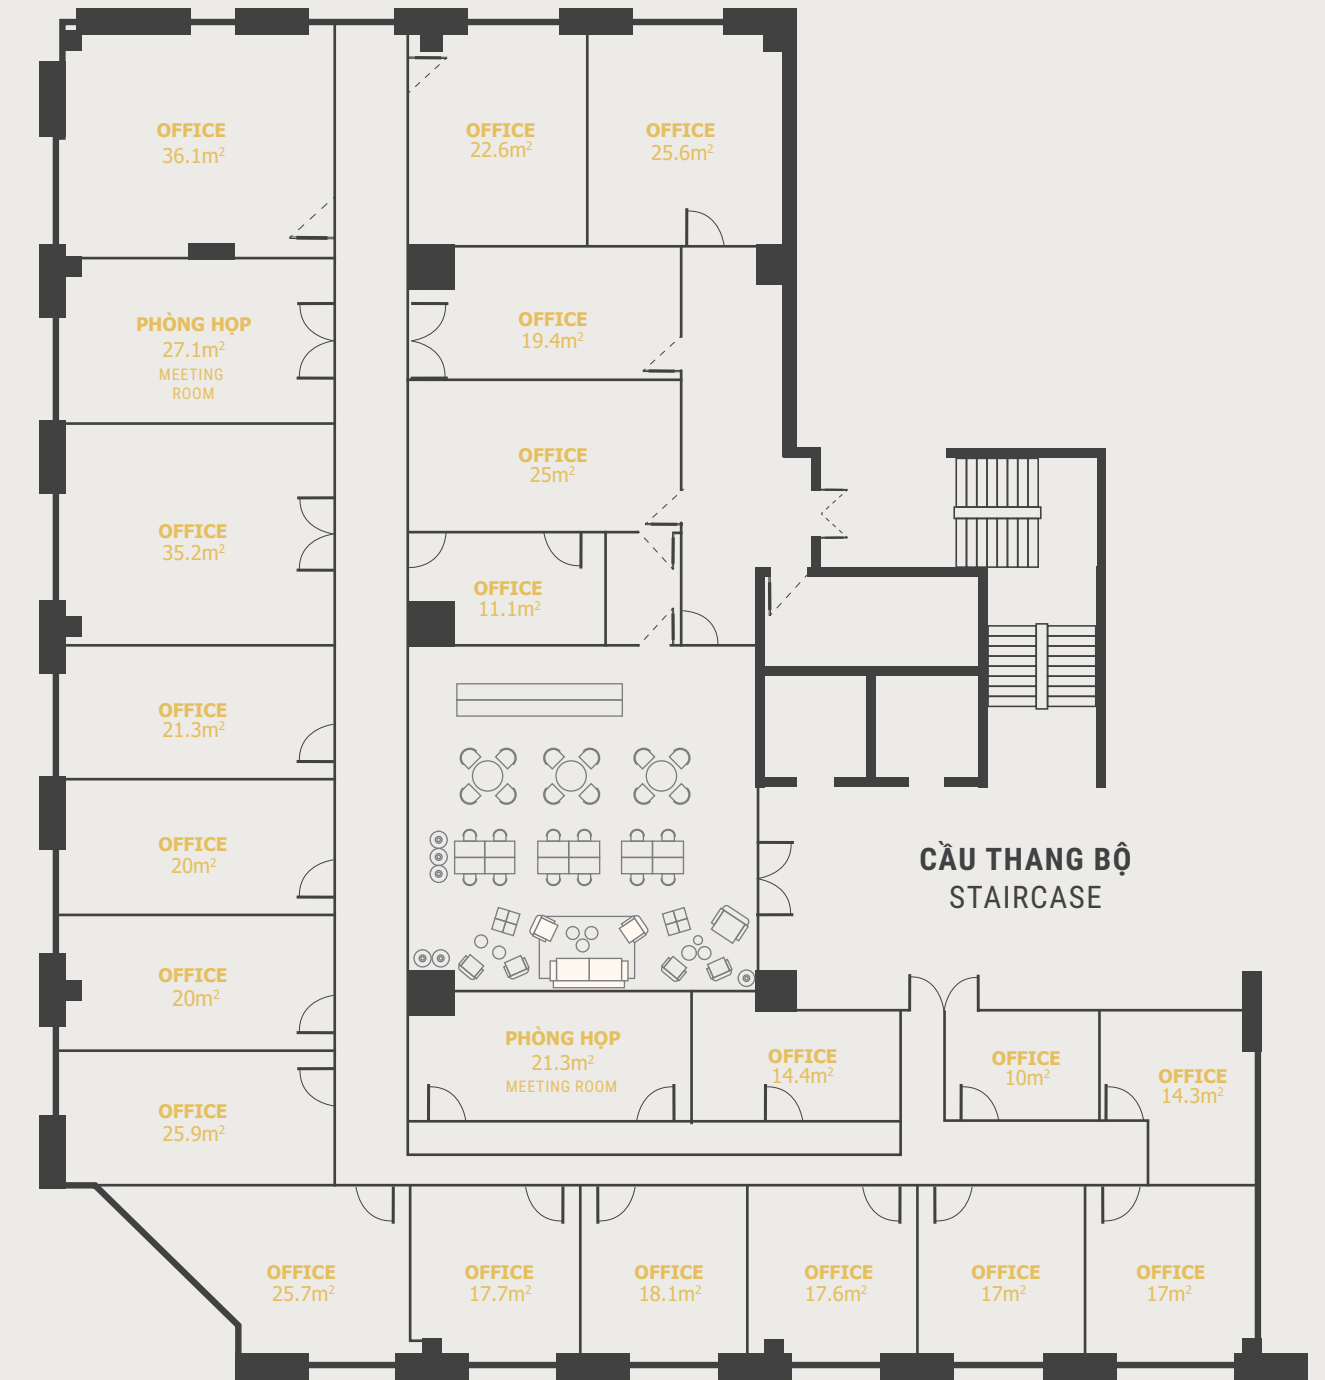 OFFICE
36.1m²
OFFICE
22.6m²
OFFICE
25.6m²
PHÒNG HỌP
27.1m²
MEETING
ROOM
OFFICE
19.4m²
OFFICE
25m²
OFFICE
35.2m²
OFFICE
11.1m²
OFFICE
21.3m²
OFFICE
20m²
CẦU THANG BỘ
STAIRCASE
OFFICE
20m²
PHÒNG HỌP
21.3m²
MEETING ROOM
OFFICE
14.4m²
OFFICE
10m²
OFFICE
14.3m²
OFFICE
25.9m²
OFFICE
25.7m²
OFFICE
17.7m²
OFFICE
18.1m²
OFFICE
17.6m²
OFFICE
17m²
OFFICE
17m²